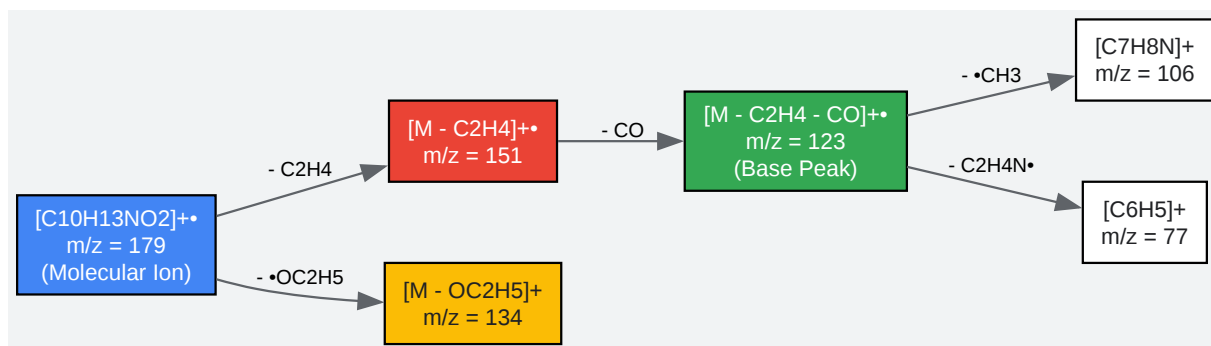 [C10H13NO2]+•
m/z = 179
(Molecular Ion)
- C2H4
[M - C2H4]+•
m/z = 151
- CO
[M - C2H4 - CO]+•
m/z = 123
(Base Peak)
- •CH3
[C7H8N]+
m/z = 106
- C2H4N•
[C6H5]+
m/z = 77
- •OC2H5
[M - OC2H5]+
m/z = 134